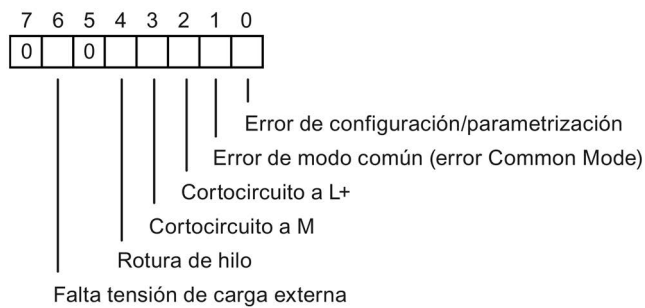 7 6 5 4 3 2 1 0
0 0
Error de configuración/parametrización
Error de modo común (error Common Mode)
Cortocircuito a L+
Cortocircuito a M
Rotura de hilo
Falta tensión de carga externa